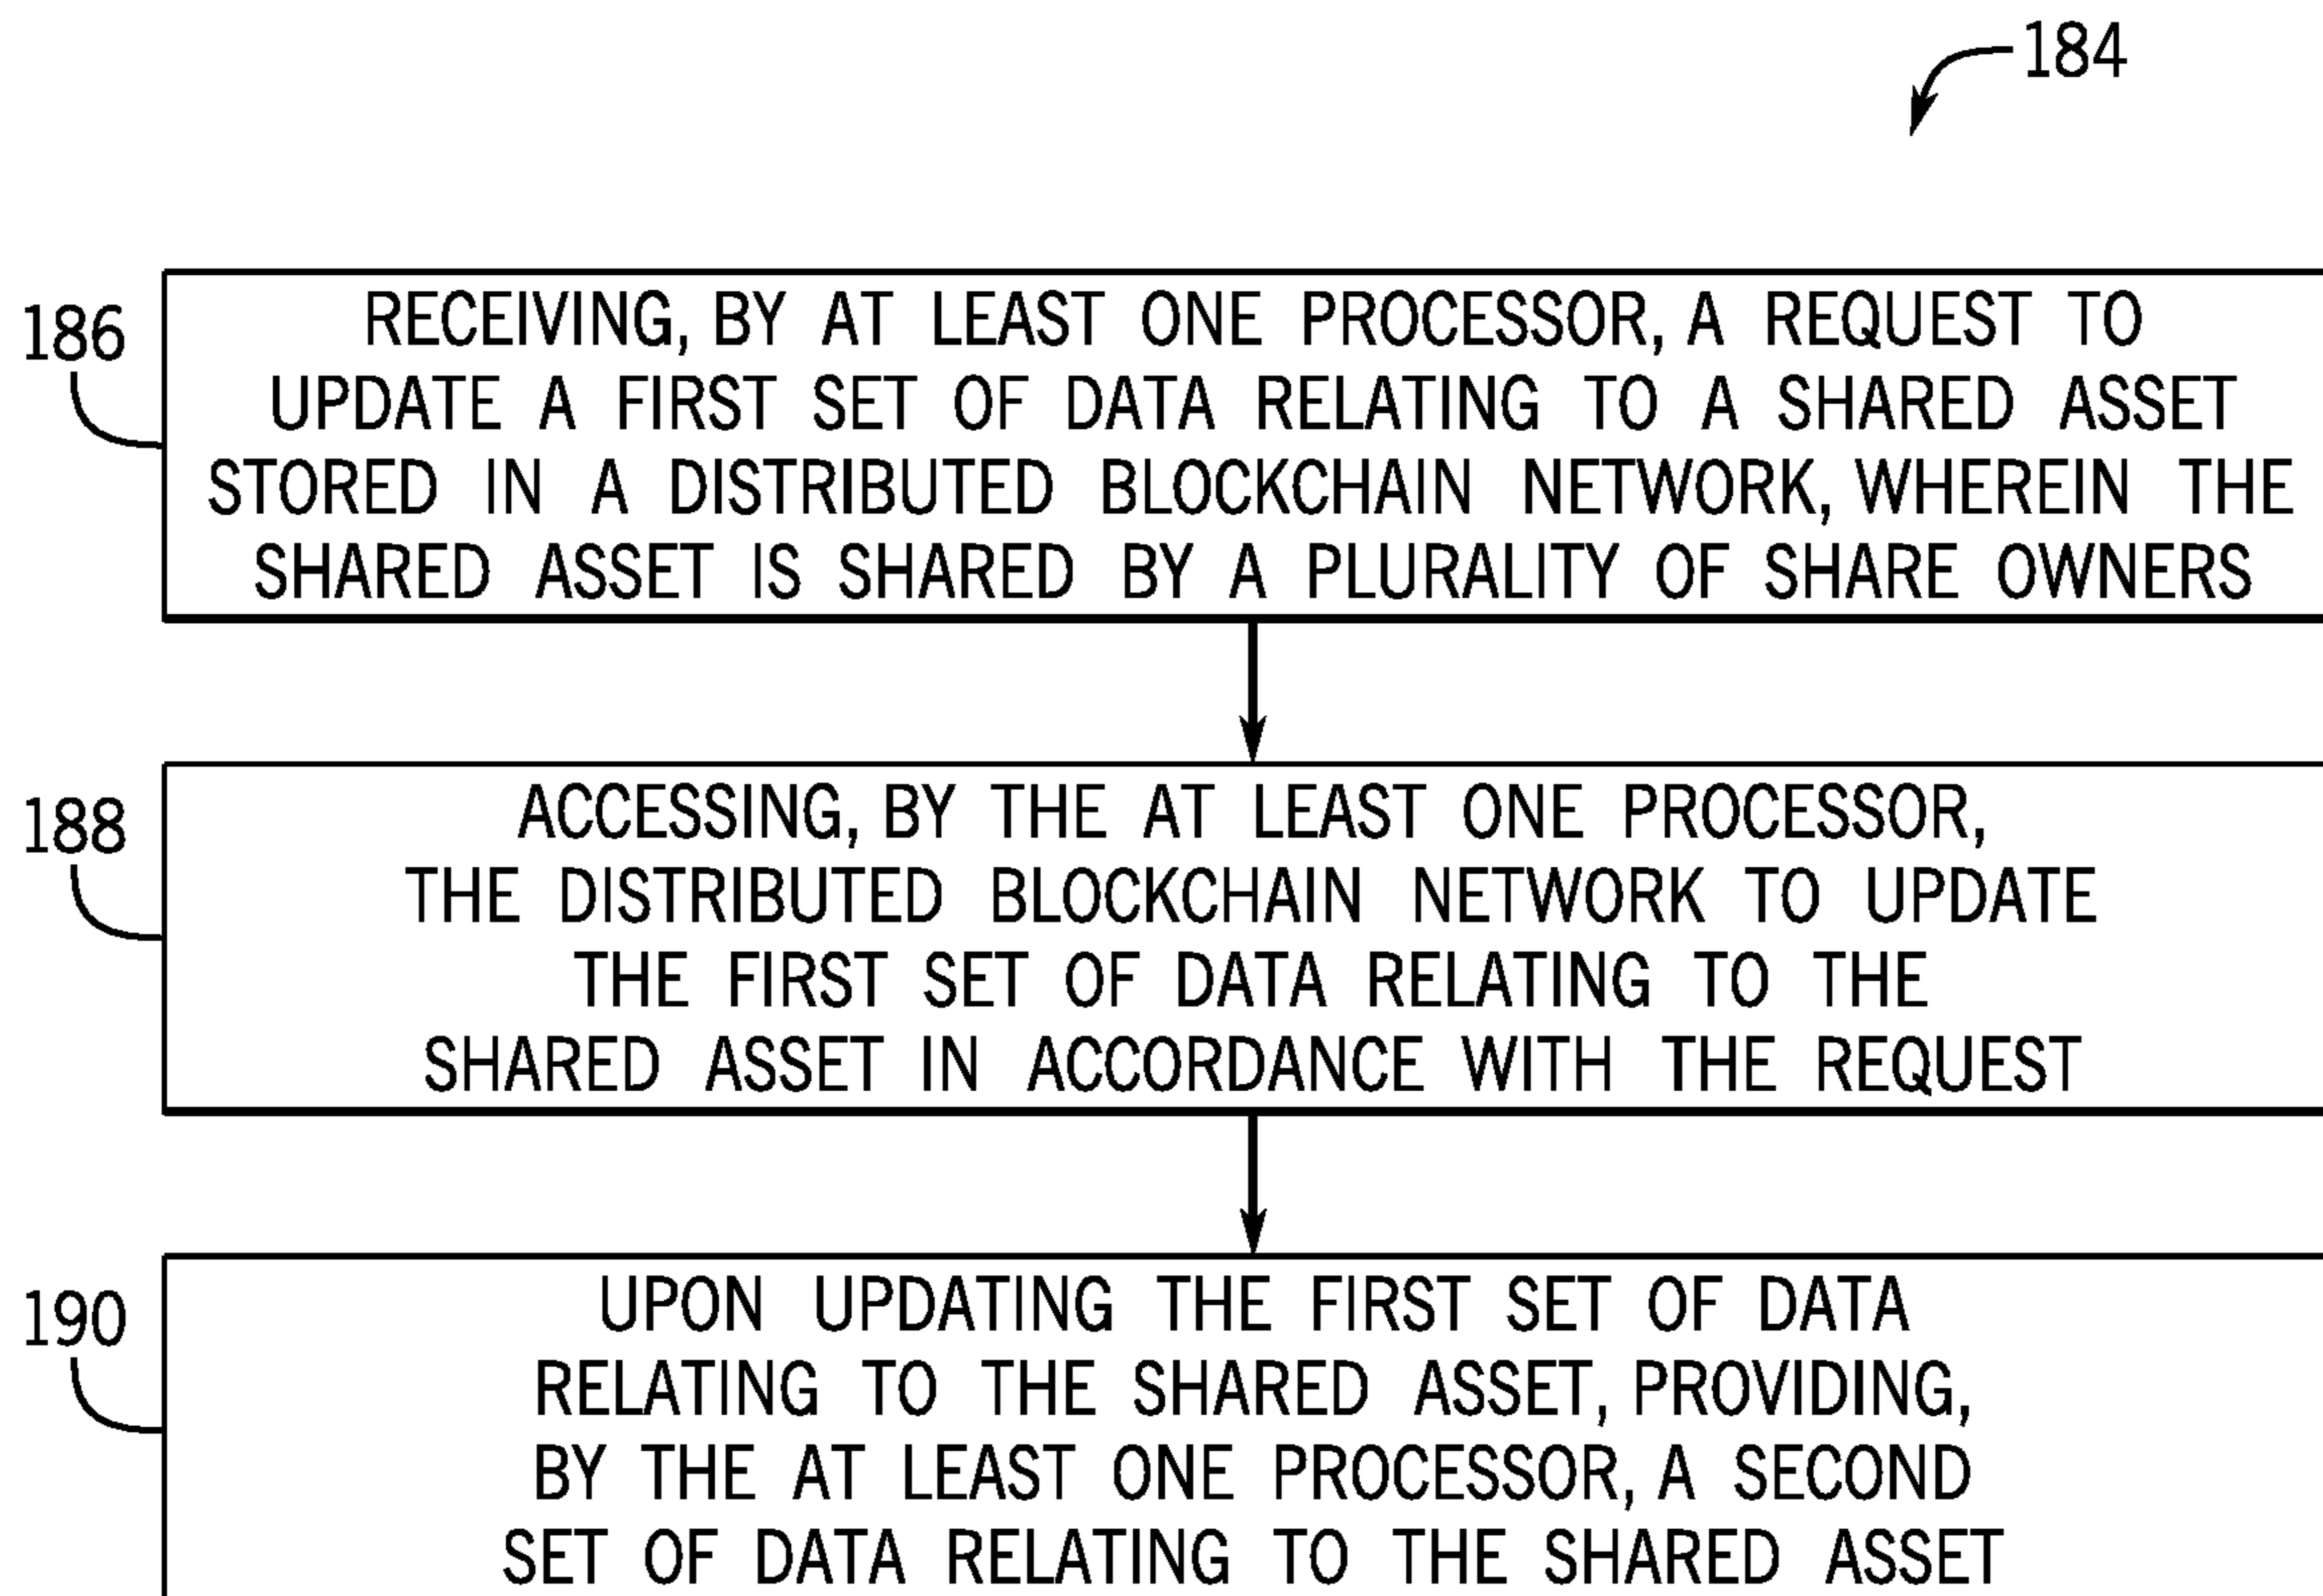 184
186
RECEIVING, BY AT LEAST ONE PROCESSOR, A REQUEST TO
UPDATE A FIRST SET OF DATA RELATING TO A SHARED ASSET
STORED IN A DISTRIBUTED BLOCKCHAIN NETWORK, WHEREIN THE
SHARED ASSET IS SHARED BY A PLURALITY OF SHARE OWNERS
188
ACCESSING, BY THE AT LEAST ONE PROCESSOR,
THE DISTRIBUTED BLOCKCHAIN NETWORK TO UPDATE
THE FIRST SET OF DATA RELATING TO THE
SHARED ASSET IN ACCORDANCE WITH THE REQUEST
190
UPON UPDATING THE FIRST SET OF DATA
RELATING TO THE SHARED ASSET, PROVIDING,
BY THE AT LEAST ONE PROCESSOR, A SECOND
SET OF DATA RELATING TO THE SHARED ASSET